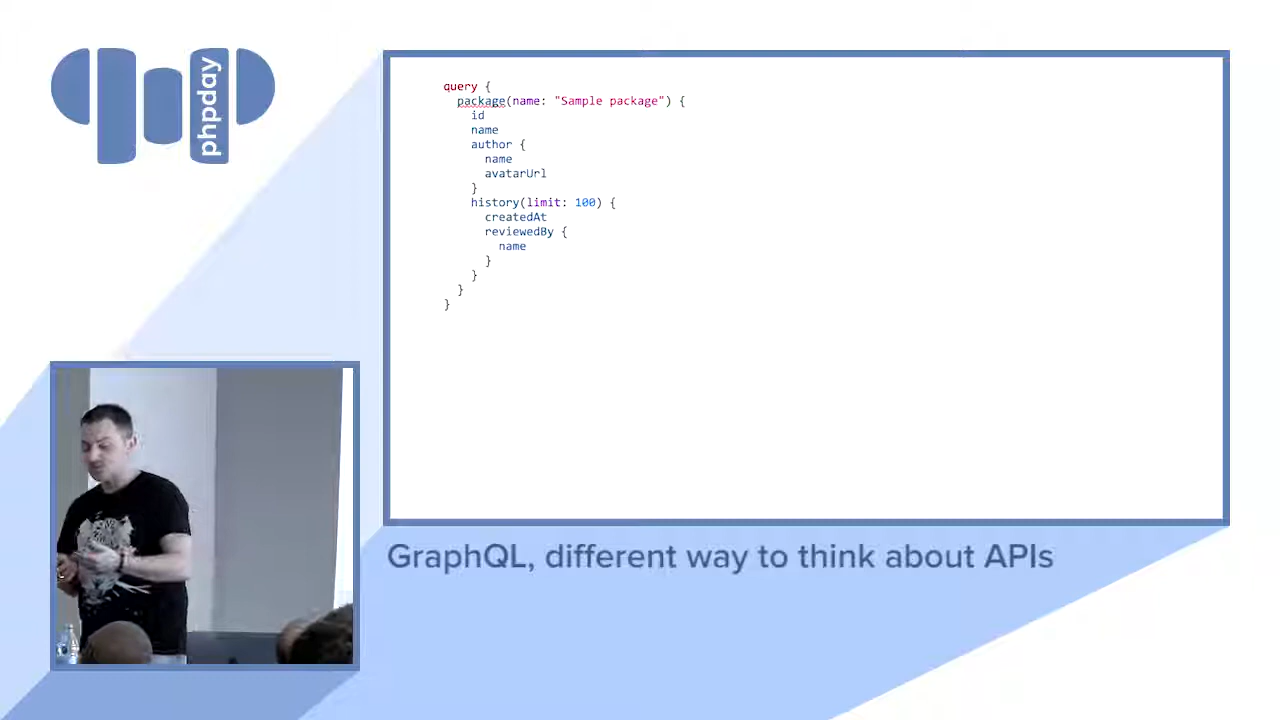 phpday
query {
package(name: "Sample package") {
id
name
author {
name
avatarUrl
}
history(limit: 100) {
createdAt
reviewedBy {
name
}
}
}
}
GraphQL, different way to think about APIs